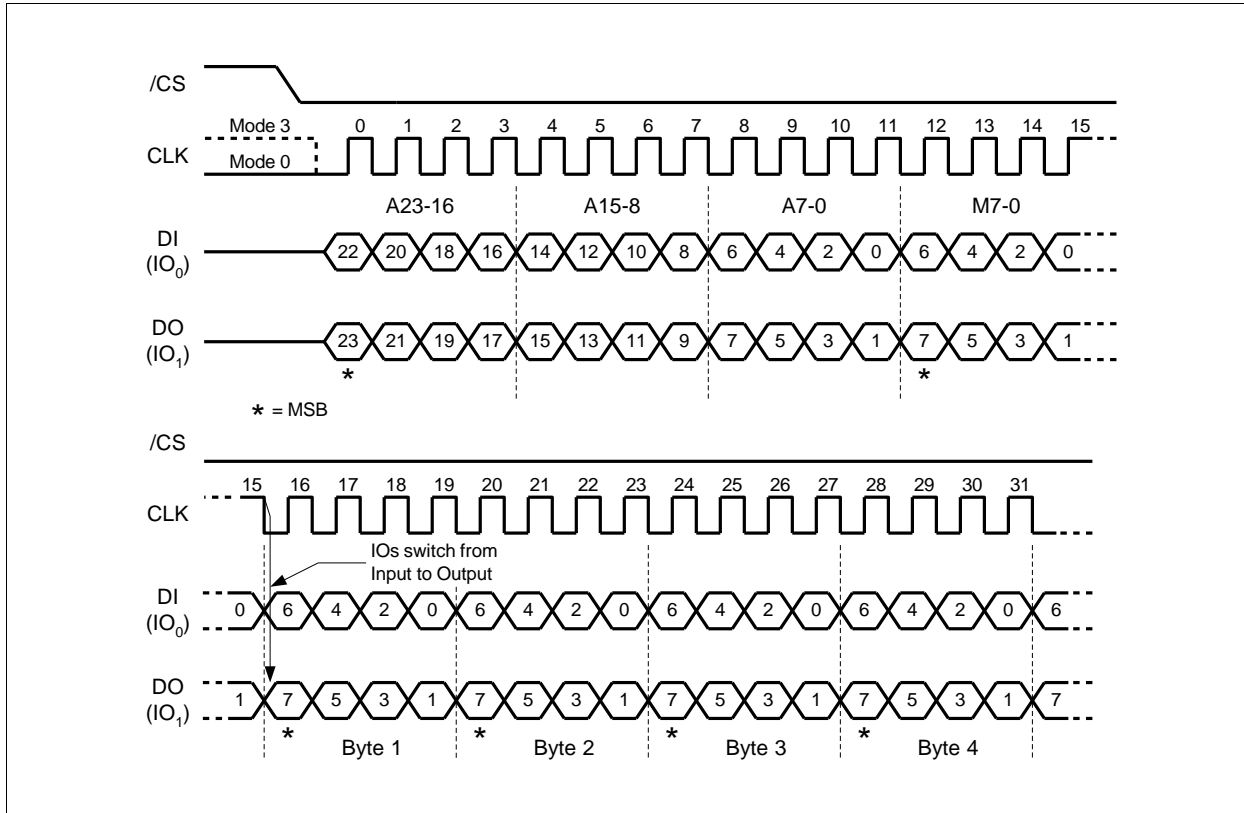 /CS
Mode 3 0 1 2 3 4 5 6 7 8 9 10 11 12 13 14 15
CLK
Mode 0
A23-16 A15-8 A7-0 M7-0
DI
(IO0) 22 20 18 16 14 12 10 8 6 4 2 0 6 4 2 0
DO
(IO1) 23 21 19 17 15 13 11 9 7 5 3 1 7 5 3 1
* *
* = MSB
/CS
15 16 17 18 19 20 21 22 23 24 25 26 27 28 29 30 31
CLK
IOs switch from
Input to Output
DI
(IO0) 0 6 4 2 0 6 4 2 0 6 4 2 0 6 4 2 0 6
DO
(IO1) 1 7 5 3 1 7 5 3 1 7 5 3 1 7 5 3 1 7
* * * *
Byte 1 Byte 2 Byte 3 Byte 4